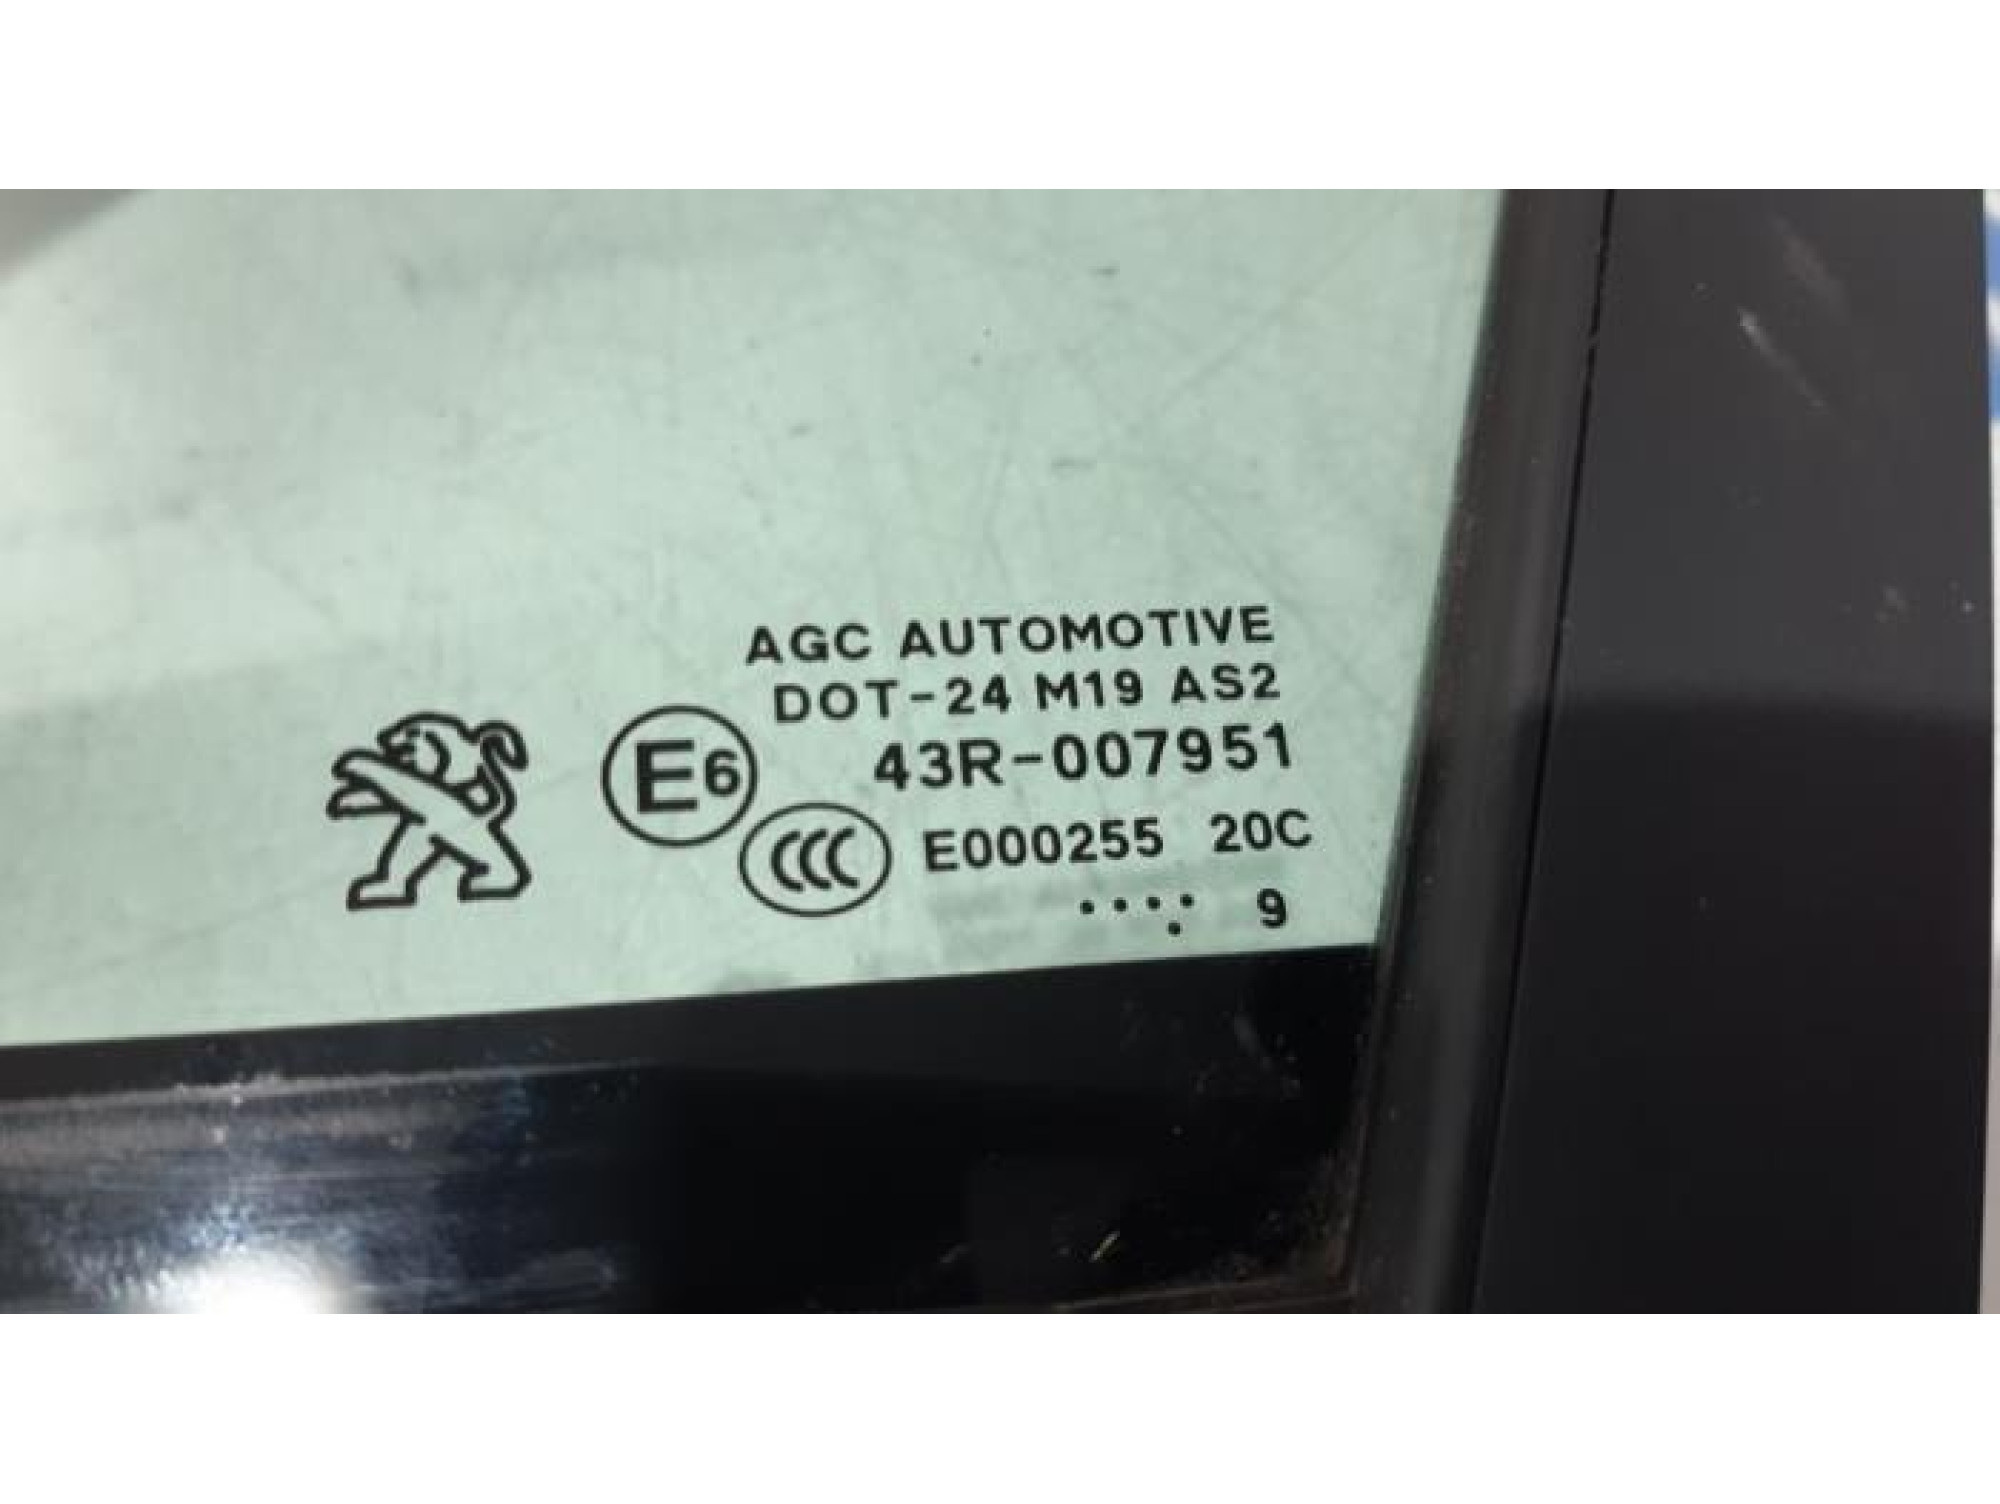 AGC AUTOMOTIVE
DOT-24 M19 AS2
E6 43R-007951
CCC E000255 20C
..... 9